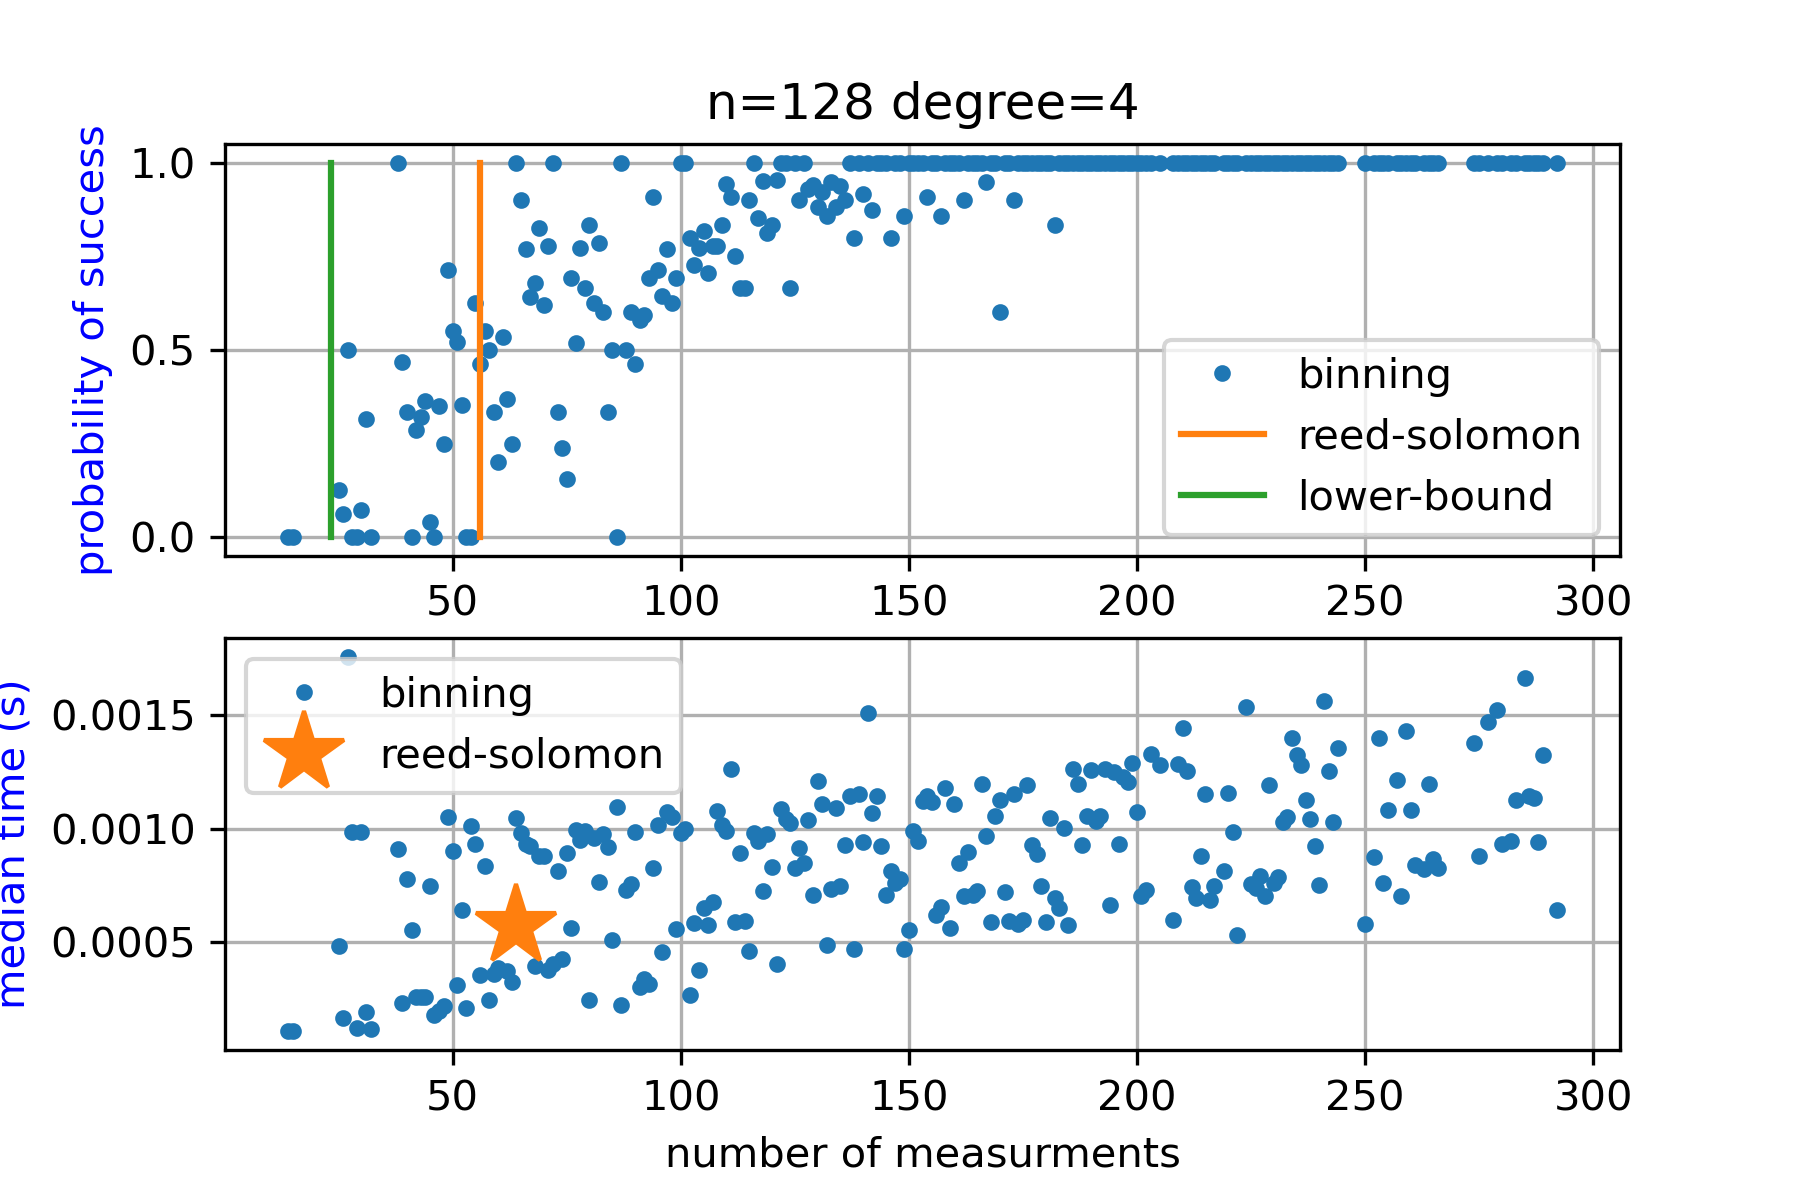 n=128 degree=4
probability of success
1.0
0.5
0.0
binning
reed-solomon
lower-bound
50 100 150 200 250 300
median time (s)
0.0015
0.0010
0.0005
binning
reed-solomon
50 100 150 200 250 300
number of measurments